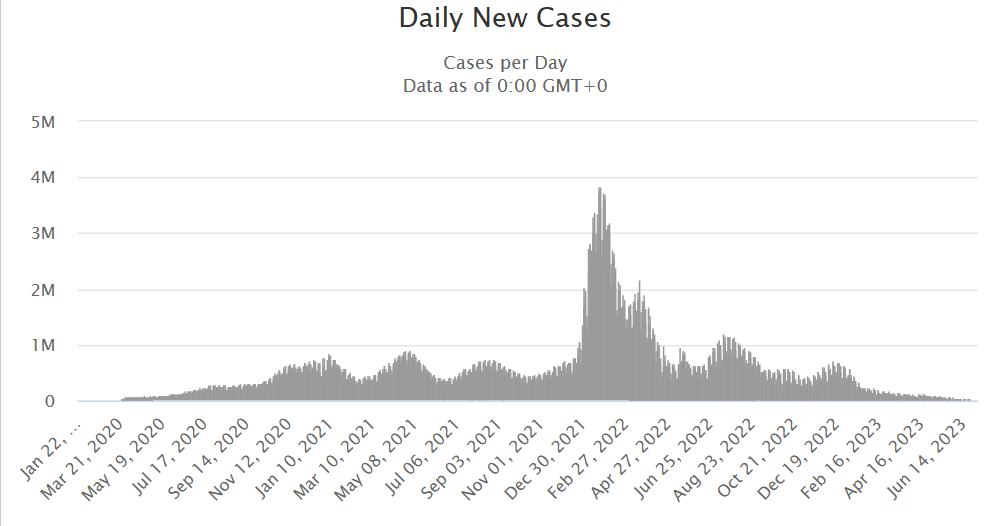 Daily New Cases
Cases per Day
Data as of 0:00 GMT+0
5M
4M
3M
2M
1M
0
Jan 22, ...
Mar 21, 2020
May 19, 2020
Jul 17, 2020
Sep 14, 2020
Nov 12, 2020
Jan 10, 2021
Mar 10, 2021
May 08, 2021
Jul 06, 2021
Sep 03, 2021
Nov 01, 2021
Dec 30, 2021
Feb 27, 2022
Apr 27, 2022
Jun 25, 2022
Aug 23, 2022
Oct 21, 2022
Dec 19, 2022
Feb 16, 2023
Apr 16, 2023
Jun 14, 2023